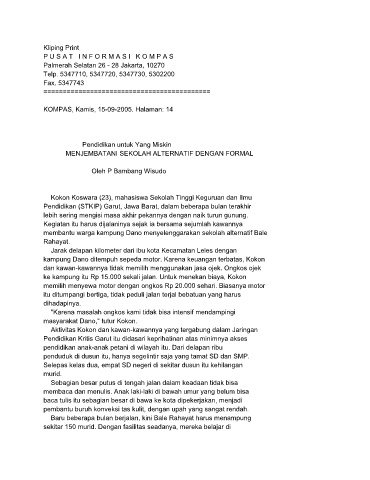 Kliping Print
P U S A T   I N F O R M A S I   K O M P A S
Palmerah Selatan 26 - 28 Jakarta, 10270
Telp. 5347710, 5347720, 5347730, 5302200
Fax. 5347743
=============================================
KOMPAS, Kamis, 15-09-2005. Halaman: 14
Pendidikan untuk Yang Miskin
MENJEMBATANI SEKOLAH ALTERNATIF DENGAN FORMAL
Oleh P Bambang Wisudo
Kokon Koswara (23), mahasiswa Sekolah Tinggi Keguruan dan Ilmu
Pendidikan (STKIP) Garut, Jawa Barat, dalam beberapa bulan terakhir
lebih sering mengisi masa akhir pekannya dengan naik turun gunung.
Kegiatan itu harus dijalaninya sejak ia bersama sejumlah kawannya
membantu warga kampung Dano menyelenggarakan sekolah alternatif Bale
Rahayat.
Jarak delapan kilometer dari ibu kota Kecamatan Leles dengan
kampung Dano ditempuh sepeda motor. Karena keuangan terbatas, Kokon
dan kawan-kawannya tidak memilih menggunakan jasa ojek. Ongkos ojek
ke kampung itu Rp 15.000 sekali jalan. Untuk menekan biaya, Kokon
memilih menyewa motor dengan ongkos Rp 20.000 sehari. Biasanya motor
itu ditumpangi bertiga, tidak peduli jalan terjal bebatuan yang harus
dihadapinya.
"Karena masalah ongkos kami tidak bisa intensif mendampingi
masyarakat Dano," tutur Kokon.
Aktivitas Kokon dan kawan-kawannya yang tergabung dalam Jaringan
Pendidikan Kritis Garut itu didasari keprihatinan atas minimnya akses
pendidikan anak-anak petani di wilayah itu. Dari delapan ribu
ponduduk di dusun itu, hanya segelintir saja yang tamat SD dan SMP.
Selepas kelas dua, empat SD negeri di sekitar dusun itu kehilangan
murid.
Sebagian besar putus di tengah jalan dalam keadaan tidak bisa
membaca dan menulis. Anak laki-laki di bawah umur yang belum bisa
baca tulis itu sebagian besar di bawa ke kota dipekerjakan, menjadi
pembantu buruh konveksi tas kulit, dengan upah yang sangat rendah.
Baru beberapa bulan berjalan, kini Bale Rahayat harus menampung
sekitar 150 murid. Dengan fasilitas seadanya, mereka belajar di